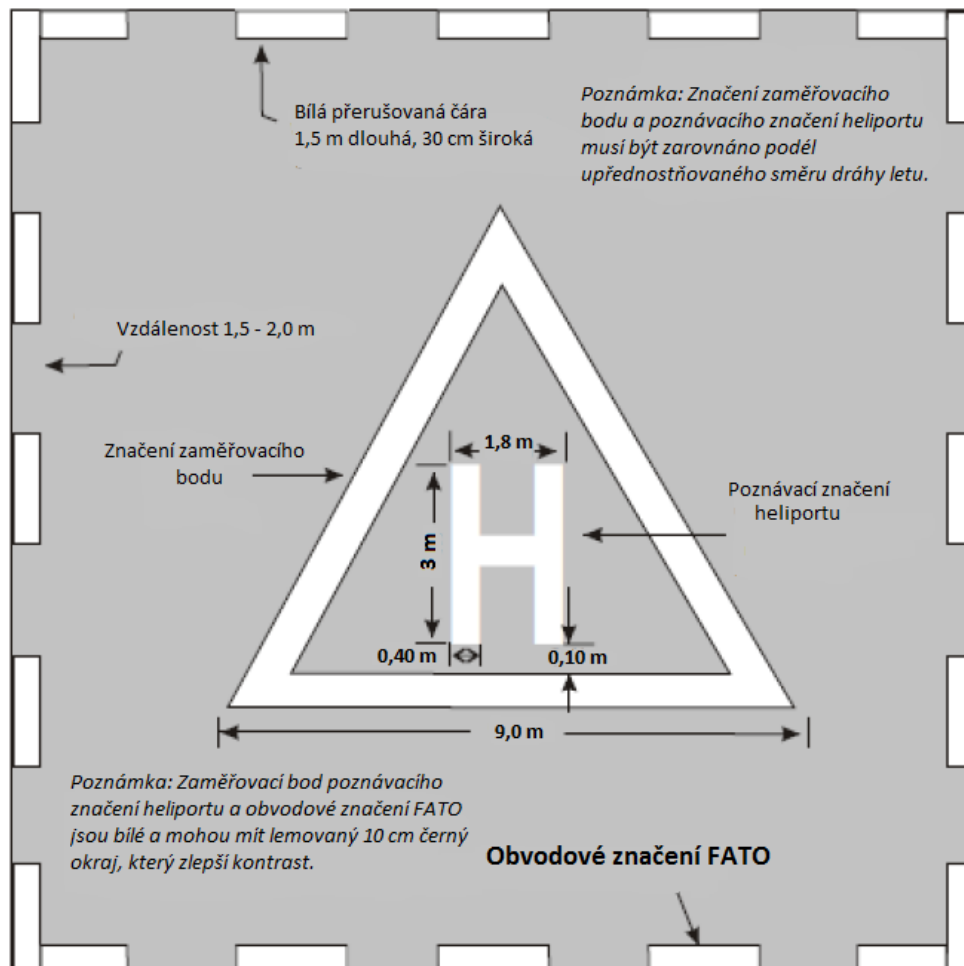 Bílá přerušovaná čára
1,5 m dlouhá, 30 cm široká
Poznámka: Značení zaměřovacího
bodu a poznávacího značení heliportu
musí být zarovnáno podél
upřednostňovaného směru dráhy letu.
Vzdálenost 1,5 - 2,0 m
Značení zaměřovacího
bodu
1,8 m
3 m
H
Poznávací značení
heliportu
0,40 m
0,10 m
9,0 m
Poznámka: Zaměřovací bod poznávacího
značení heliportu a obvodové značení FATO
jsou bílé a mohou mít lemovaný 10 cm černý
okraj, který zlepší kontrast.
Obvodové značení FATO